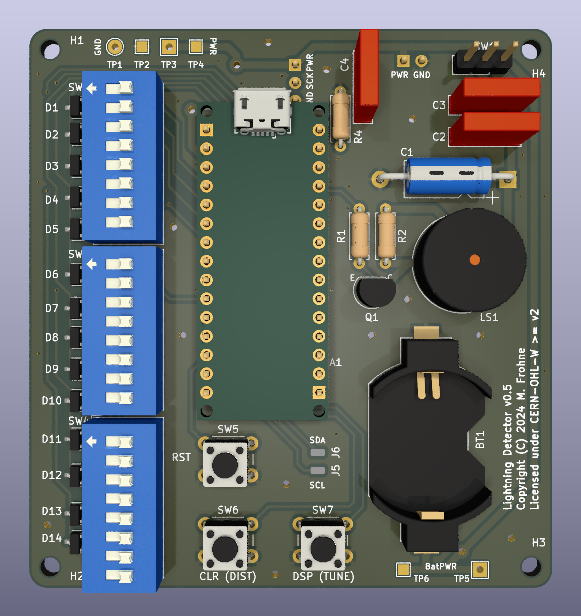 H1
GND
TP1
TP2
TP3
TP4
PWR
ND SCK PWR
C4
PWR GND
SW
H4
D1
D2
D3
D4
D5
R4
C3
C2
C1
+
R1
R2
E
C
Q1
LS1
SW
D6
D7
D8
D9
D10
A1
SW
D11
D12
D13
D14
SW5
RST
SDA
J6
J5
SCL
BT1
Lightning Detector v0.5
Copyright (C) 2024 M. Frohne
Licensed under CERN-OHL-W >= v2
SW6
SW7
CLR (DIST)
DSP (TUNE)
H2
BatPWR
TP6
TP5
H3